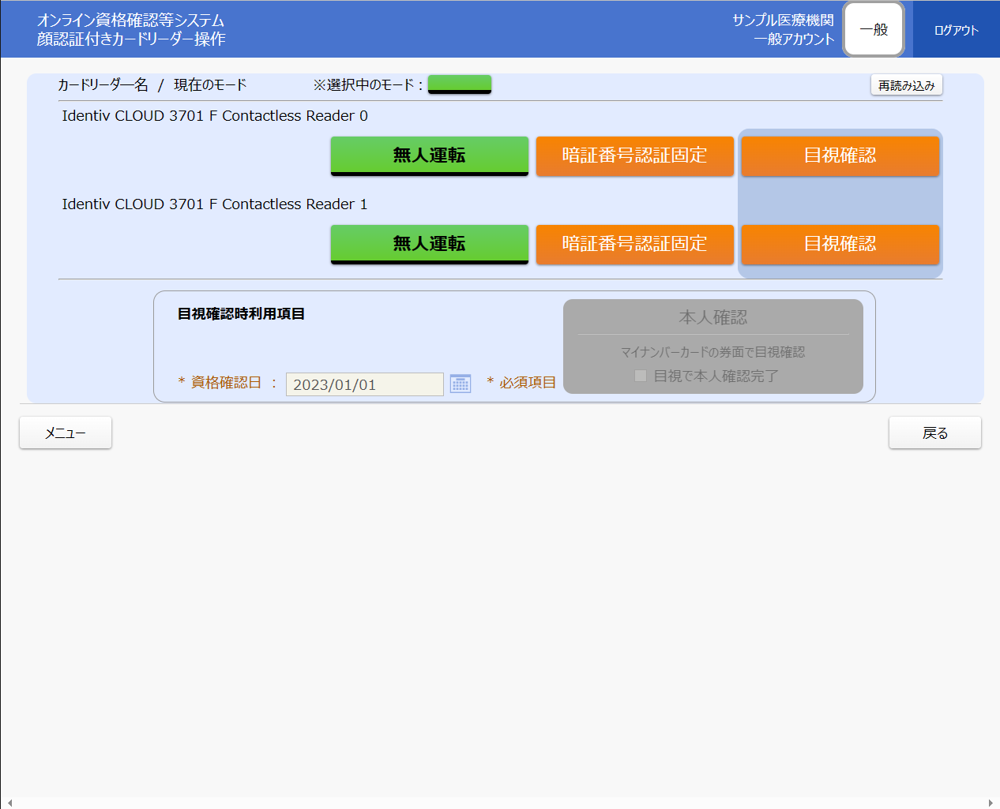 オンライン資格確認等システム
顔認証付きカードリーダー操作
サンプル医療機関
一般アカウント
一般
ログアウト
カードリーダー名 / 現在のモード
※選択中のモード：
再読み込み
Identiv CLOUD 3701 F Contactless Reader 0
無人運転
暗証番号認証固定
目視確認
Identiv CLOUD 3701 F Contactless Reader 1
無人運転
暗証番号認証固定
目視確認
目視確認時利用項目
本人確認
マイナンバーカードの券面で目視確認
目視で本人確認完了
* 資格確認日 ： 2023/01/01
* 必須項目
メニュー
戻る